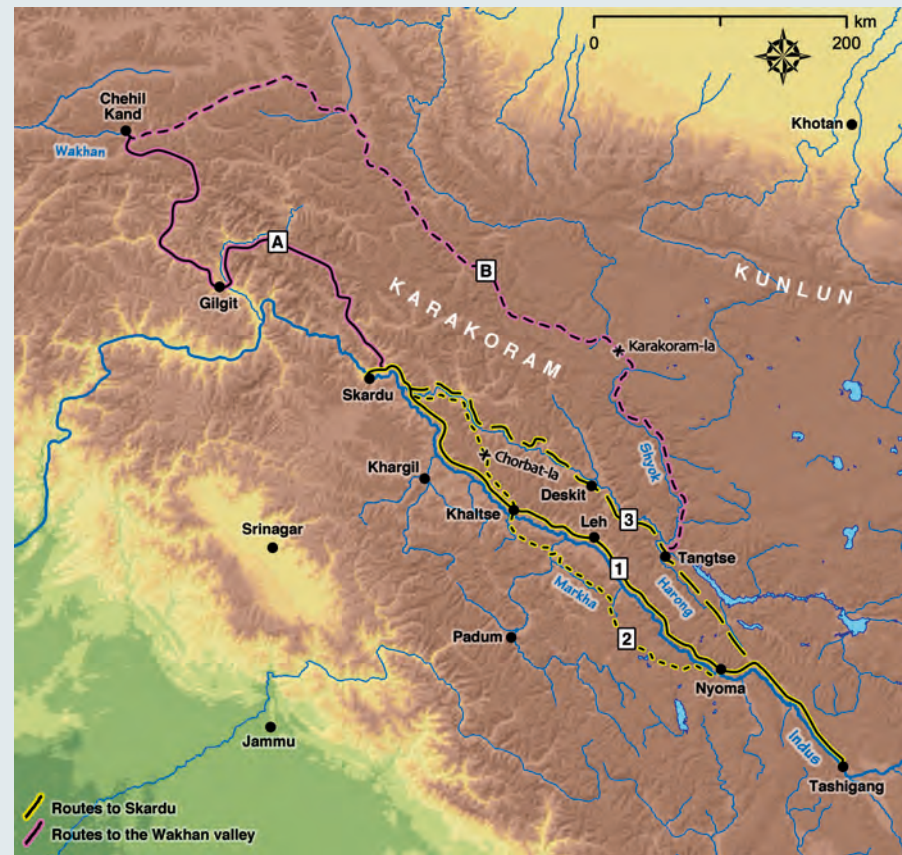 km
0 200
Chehil
Kand
Khotan
Wakhan
A
B
KUNLUN
Gilgit
KARAKORAM
Karakoram-la
Skardu
Shyok
Chorbat-la
Khargil
Deskit
Khaltse
Leh
3
Srinagar
Tangtse
1
Harong
Markha
Padum
2
Nyoma
Jammu
Indus
Tashigang
Routes to Skardu
Routes to the Wakhan valley